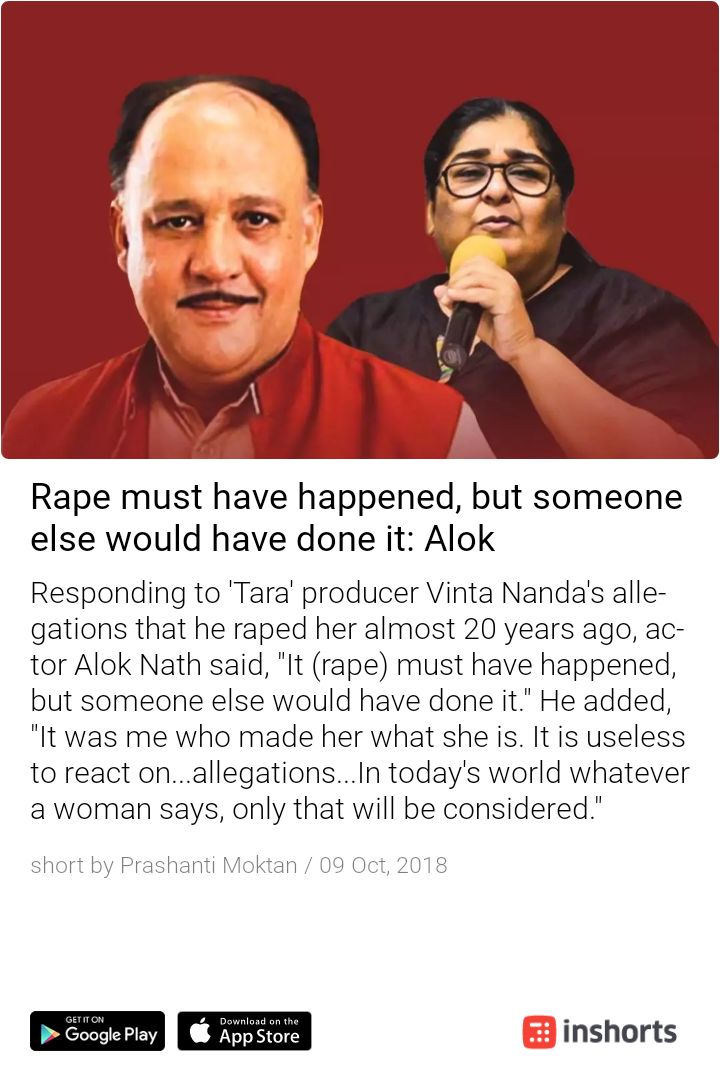 Rape must have happened, but someone
else would have done it: Alok
Responding to 'Tara' producer Vinta Nanda's alle-
gations that he raped her almost 20 years ago, ac-
tor Alok Nath said, "It (rape) must have happened,
but someone else would have done it." He added,
"It was me who made her what she is. It is useless
to react on...allegations...In today's world whatever
a woman says, only that will be considered."
short by Prashanti Moktan / 09 Oct, 2018
GET IT ON
Google Play
Download on the
App Store
inshorts